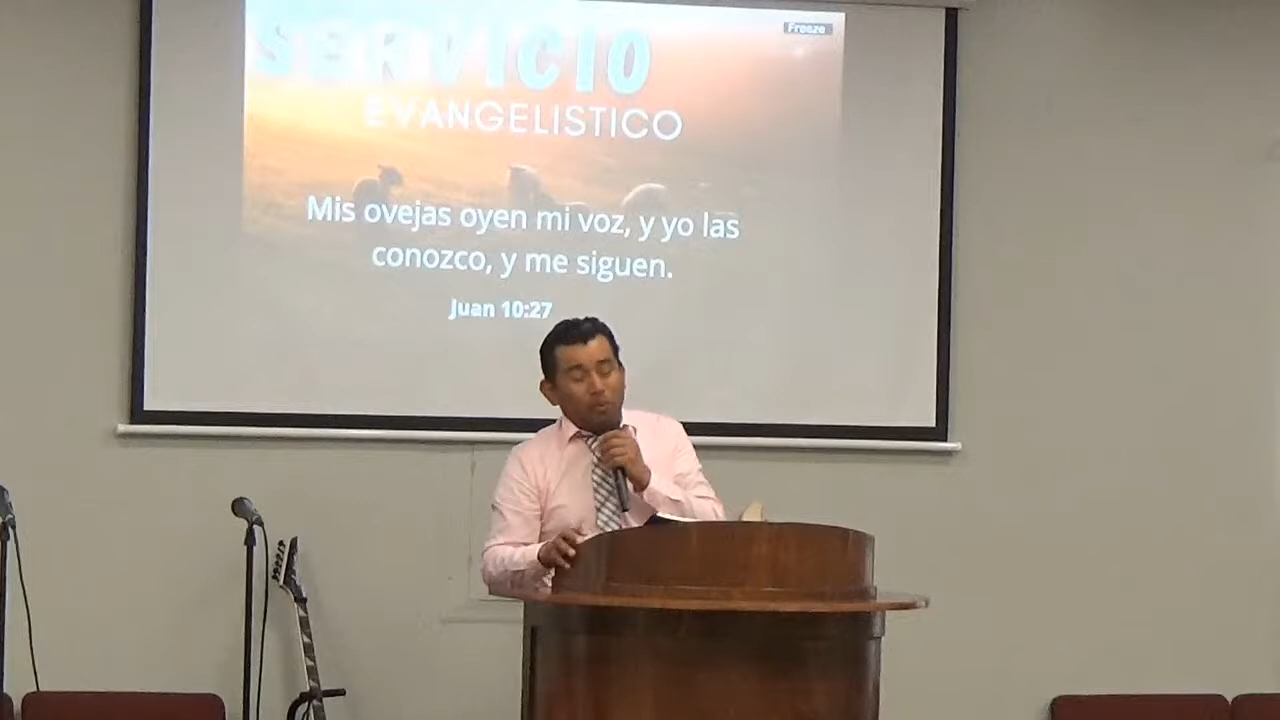 Freeze
SERVICIO
EVANGELISTICO
Mis ovejas oyen mi voz, y yo las
conozco, y me siguen.
Juan 10:27